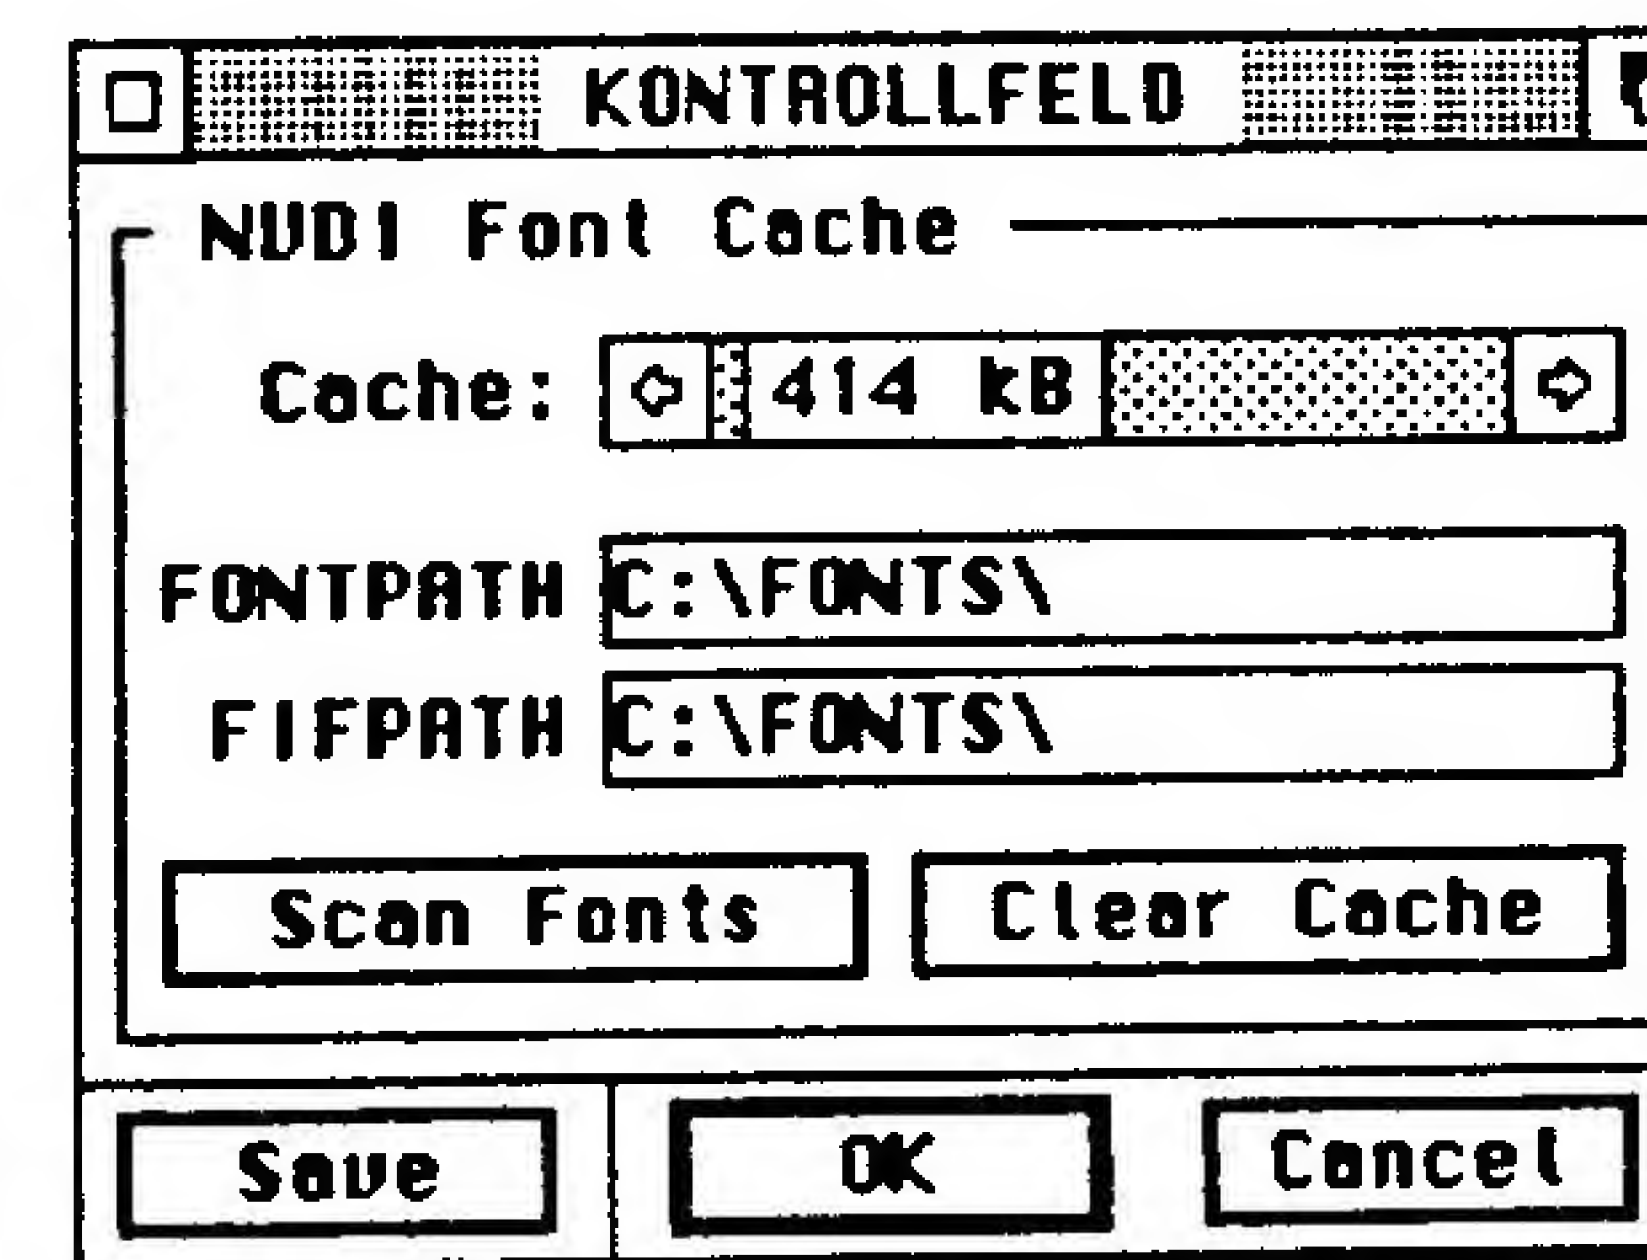 KONTROLLFELD
NVDI Font Cache
Cache: 414 kB
FONTPATH C:\FONTS\
FIFPATH C:\FONTS\
Scan Fonts Clear Cache
Save OK Cancel